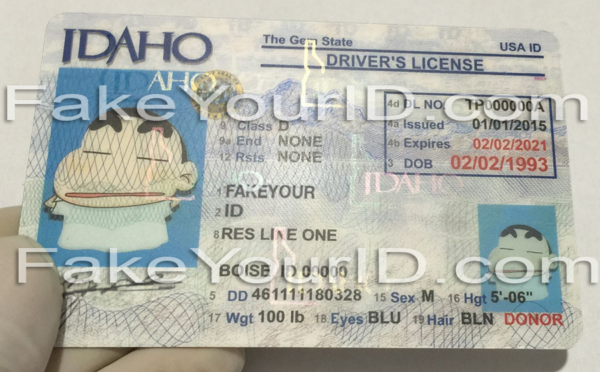 IDAHO
The Gem State
USA ID
DRIVER'S LICENSE
IDAHO
FakeYourID.com
4d DL NO. TP000000A
9 Class D
4a Issued 01/01/2015
9a End NONE
4b Expires 02/02/2021
12 Rsts NONE
3 DOB 02/02/1993
IDAHO
1 FAKEYOUR
2 ID
8 RES LINE ONE
FakeYourID.com
BOISE ID 00000
5 DD 461111180328 15 Sex M 16 Hgt 5'-06"
17 Wgt 100 lb 18 Eyes BLU 19 Hair BLN DONOR